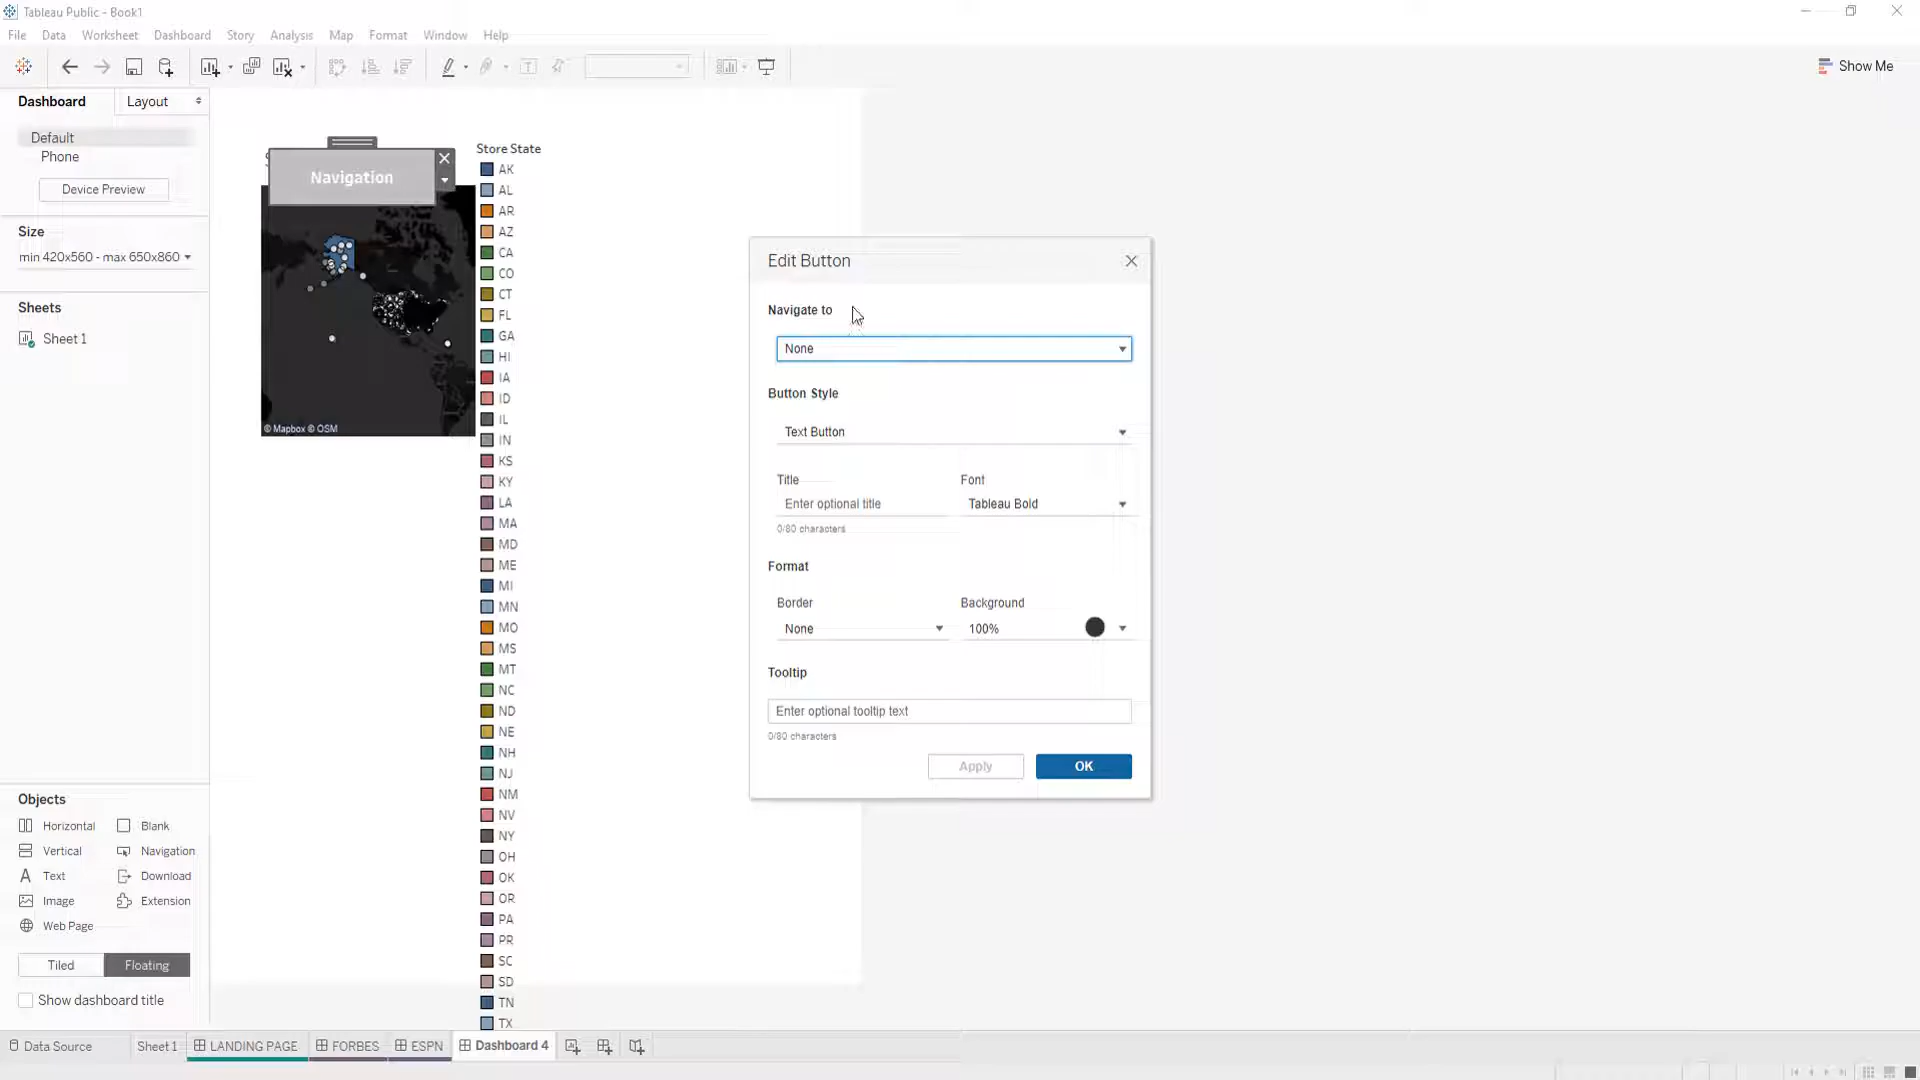 Tableau Public - Book1
File Data Worksheet Dashboard Story Analysis Map Format Window Help
Show Me
Dashboard Layout
Default
Phone
Device Preview
Size
min 420x560 - max 650x860
Sheets
Sheet 1
Objects
Horizontal Blank
Vertical Navigation
Text Download
Image Extension
Web Page
Tiled Floating
Show dashboard title
Navigation
© Mapbox © OSM
Store State
AK
AL
AR
AZ
CA
CO
CT
FL
GA
HI
IA
ID
IL
IN
KS
KY
LA
MA
MD
ME
MI
MN
MO
MS
MT
NC
ND
NE
NH
NJ
NM
NV
NY
OH
OK
OR
PA
PR
SC
SD
TN
TX
Edit Button
Navigate to
None
Button Style
Text Button
Title Font
Enter optional title Tableau Bold
0/80 characters
Format
Border Background
None 100%
Tooltip
Enter optional tooltip text
0/80 characters
Apply OK
Data Source Sheet 1 LANDING PAGE FORBES ESPN Dashboard 4